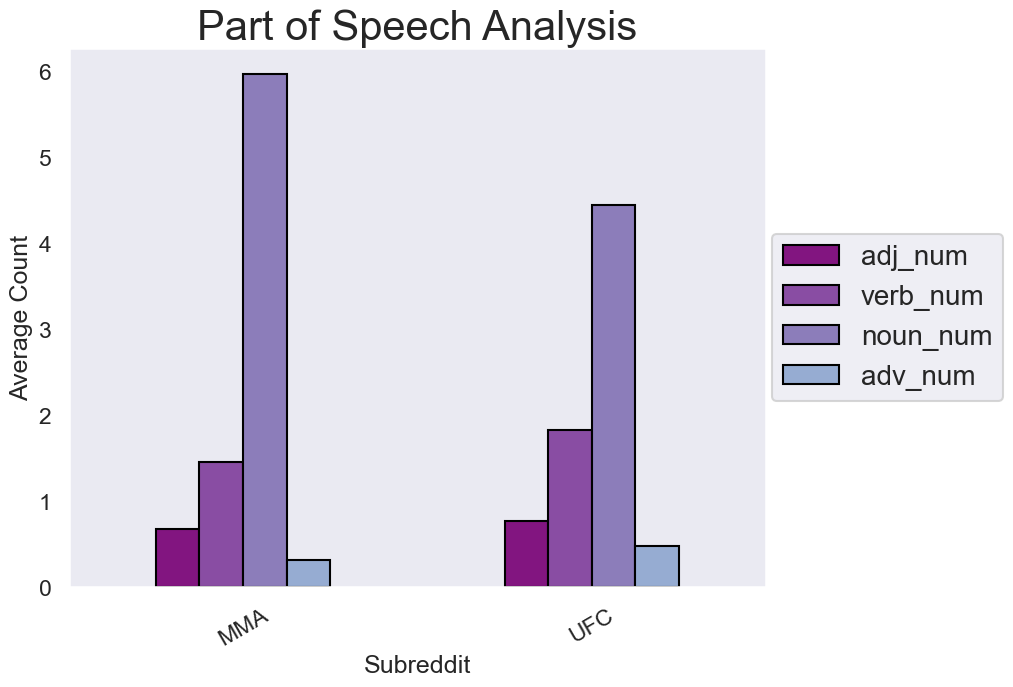 Part of Speech Analysis
6
5
4
3
2
1
0
Average Count
MMA
UFC
Subreddit
adj_num
verb_num
noun_num
adv_num